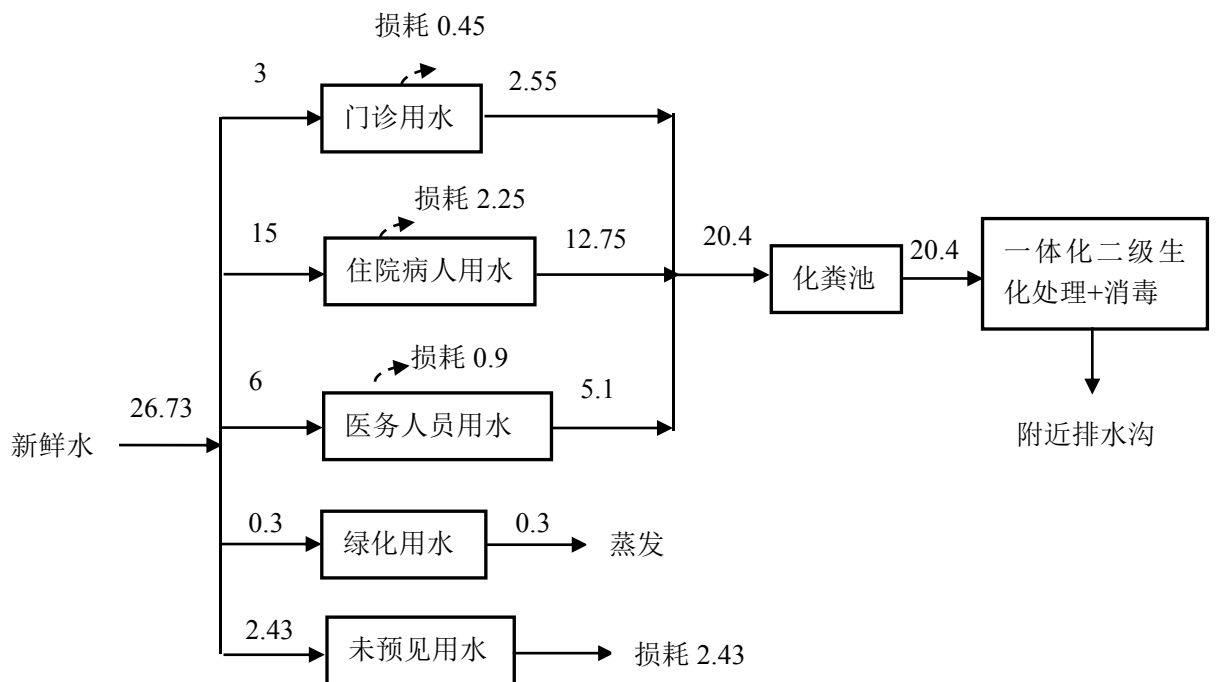 损耗 0.45
3
2.55
门诊用水
损耗 2.25
15
12.75
20.4
20.4
住院病人用水
化粪池
一体化二级生
化处理+消毒
损耗 0.9
6
5.1
26.73
医务人员用水
新鲜水
附近排水沟
0.3
0.3
绿化用水
蒸发
2.43
未预见用水
损耗 2.43